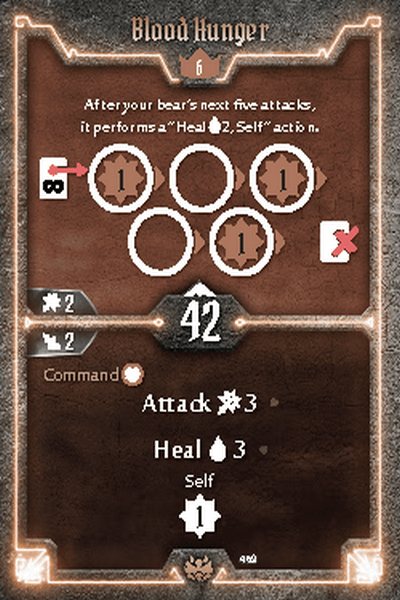 Blood Hunger
6
After your bear's next five attacks,
it performs a "Heal 2, Self" action.
1 1
1
2
42
2
Command
Attack 3
Heal 3
Self
1